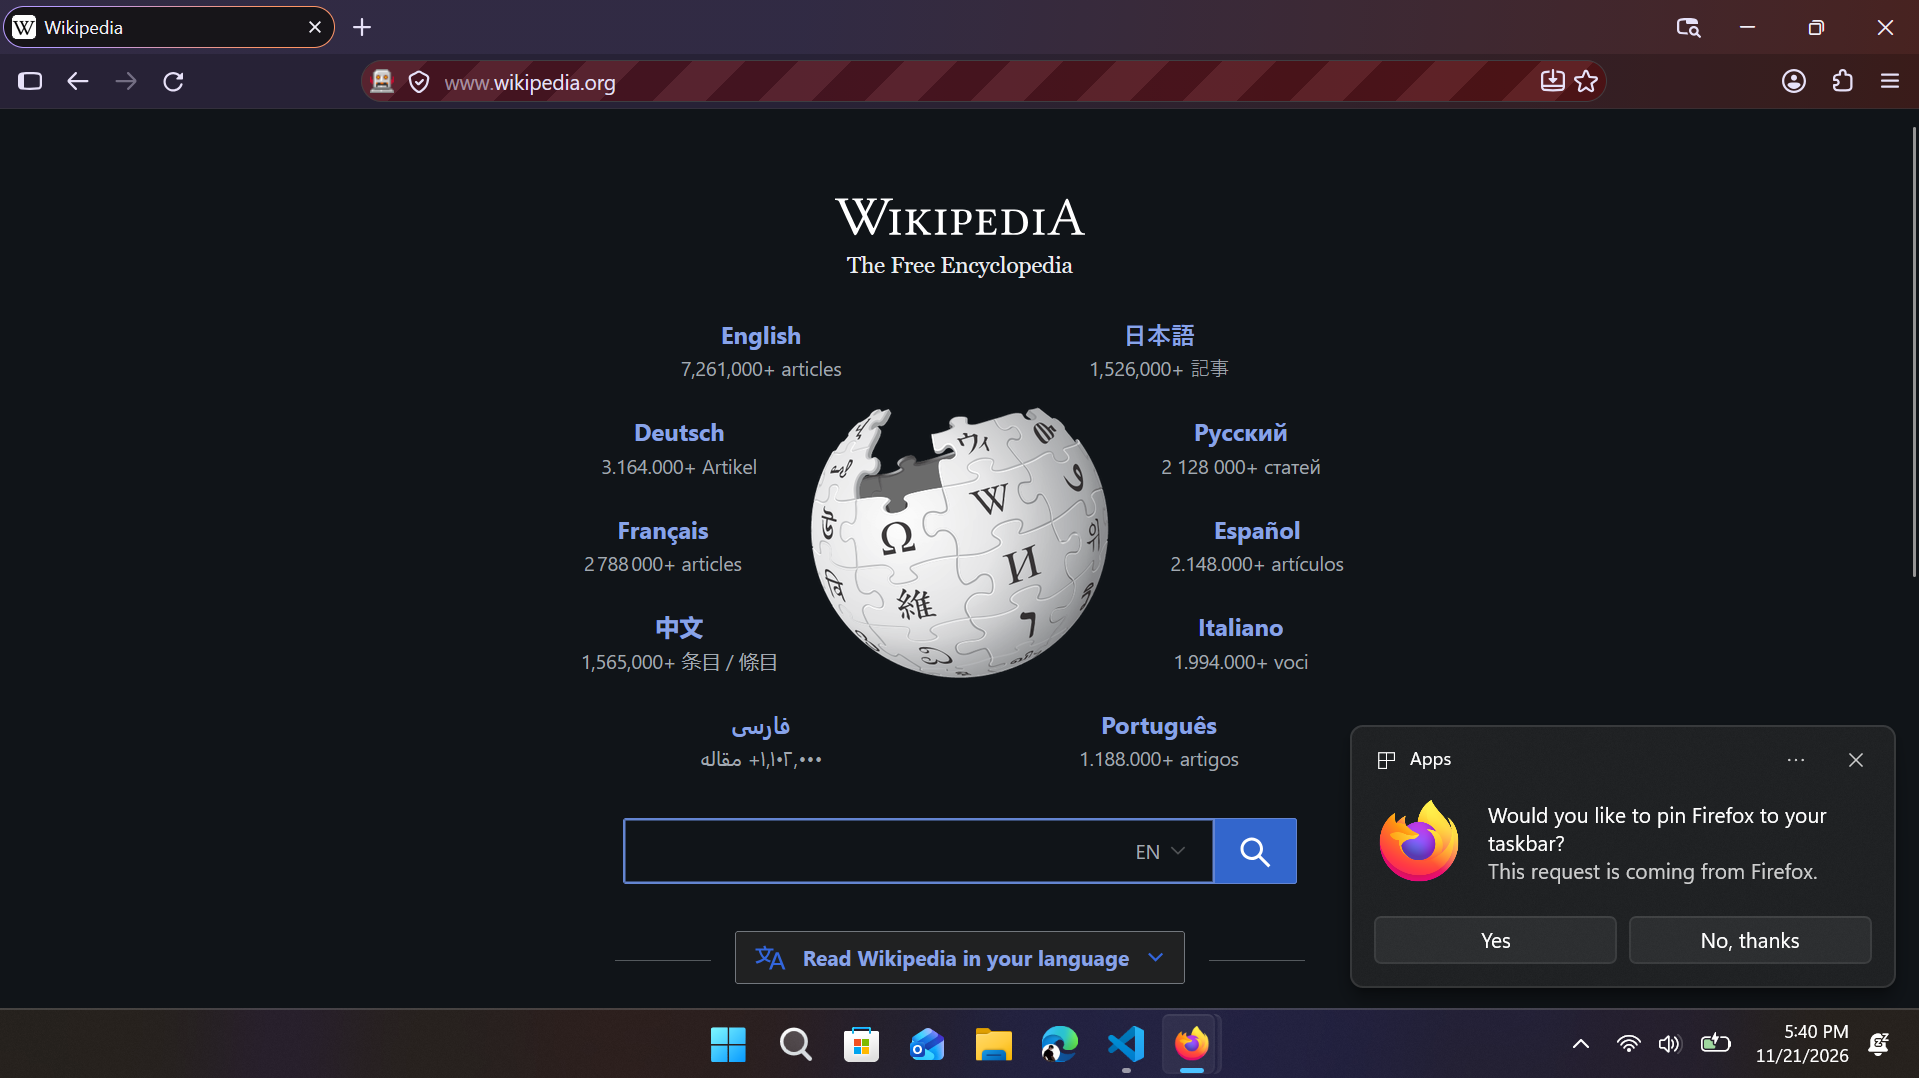 Wikipedia
www.wikipedia.org
WIKIPEDIA
The Free Encyclopedia
English
7,261,000+ articles
日本語
1,526,000+ 記事
Deutsch
3.164.000+ Artikel
Русский
2 128 000+ статей
Français
2 788 000+ articles
Español
2.148.000+ artículos
中文
1,565,000+ 条目 / 條目
Italiano
1.994.000+ voci
فارسی
۱٬۱۰۲٬۰۰۰+ مقاله
Português
1.188.000+ artigos
Ω
W
И
維
ウィ
위
EN
Read Wikipedia in your language
Apps
Would you like to pin Firefox to your
taskbar?
This request is coming from Firefox.
Yes
No, thanks
5:40 PM
11/21/2026